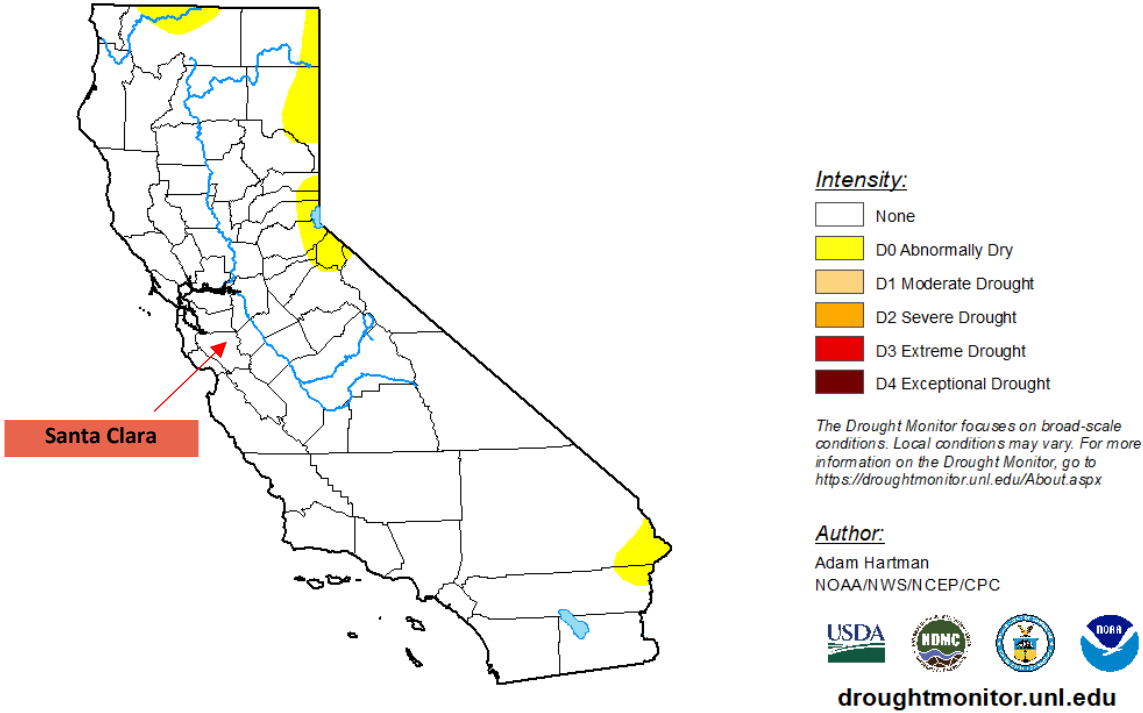 Santa Clara
Intensity:
None
D0 Abnormally Dry
D1 Moderate Drought
D2 Severe Drought
D3 Extreme Drought
D4 Exceptional Drought
The Drought Monitor focuses on broad-scale
conditions. Local conditions may vary. For more
information on the Drought Monitor, go to
https://droughtmonitor.unl.edu/About.aspx
Author:
Adam Hartman
NOAA/NWS/NCEP/CPC
USDA
NDMC
NOAA
droughtmonitor.unl.edu